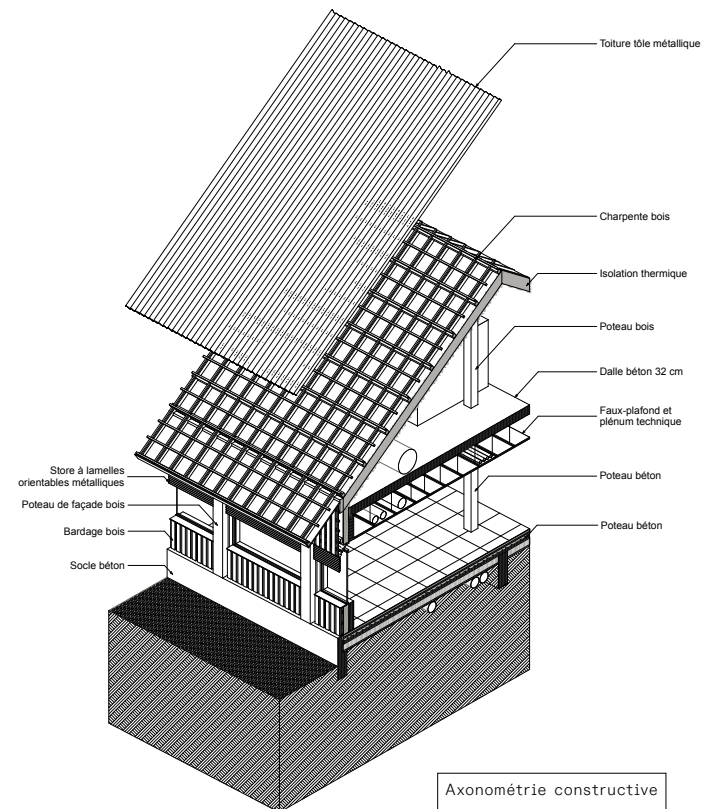 Toiture tôle métallique
Charpente bois
Isolation thermique
Poteau bois
Dalle béton 32 cm
Faux-plafond et
plénum technique
Store à lamelles
orientables métalliques
Poteau béton
Poteau de façade bois
Poteau béton
Bardage bois
Socle béton
Axonométrie constructive